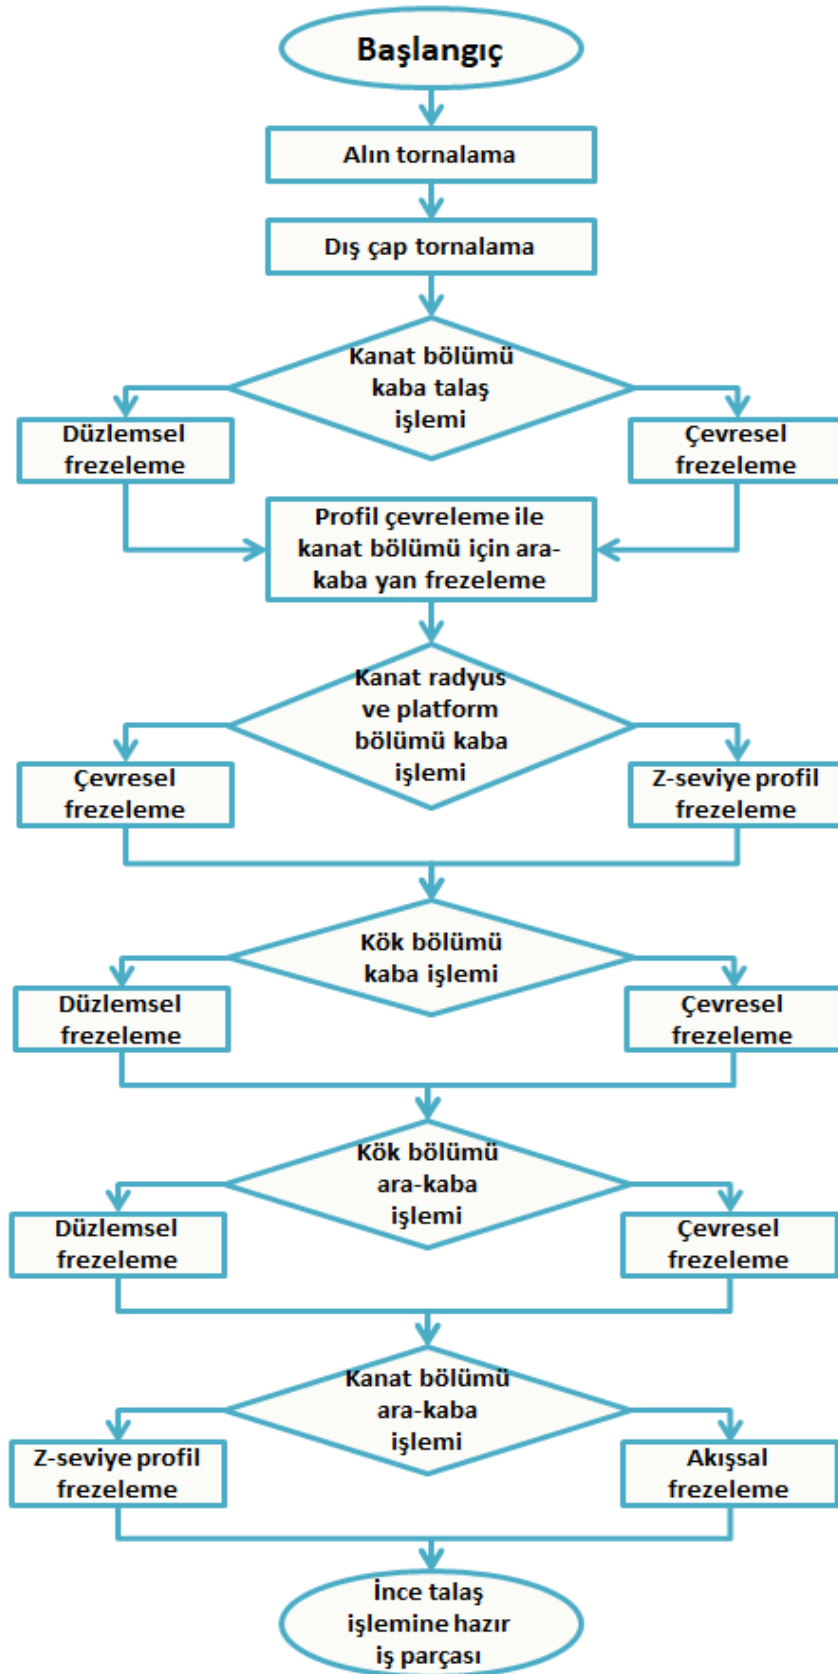 Başlangıç
Alın tornalama
Dış çap tornalama
Kanat bölümü
kaba talaş
işlemi
Düzlemsel
frezeleme
Çevresel
frezeleme
Profil çevreleme ile
kanat bölümü için ara-
kaba yan frezeleme
Kanat radyus
ve platform
bölümü kaba
işlemi
Çevresel
frezeleme
Z-seviye profil
frezeleme
Kök bölümü
kaba işlemi
Düzlemsel
frezeleme
Çevresel
frezeleme
Kök bölümü
ara-kaba
işlemi
Düzlemsel
frezeleme
Çevresel
frezeleme
Kanat bölümü
ara-kaba
işlemi
Z-seviye profil
frezeleme
Akışsal
frezeleme
İnce talaş
işlemine hazır
iş parçası